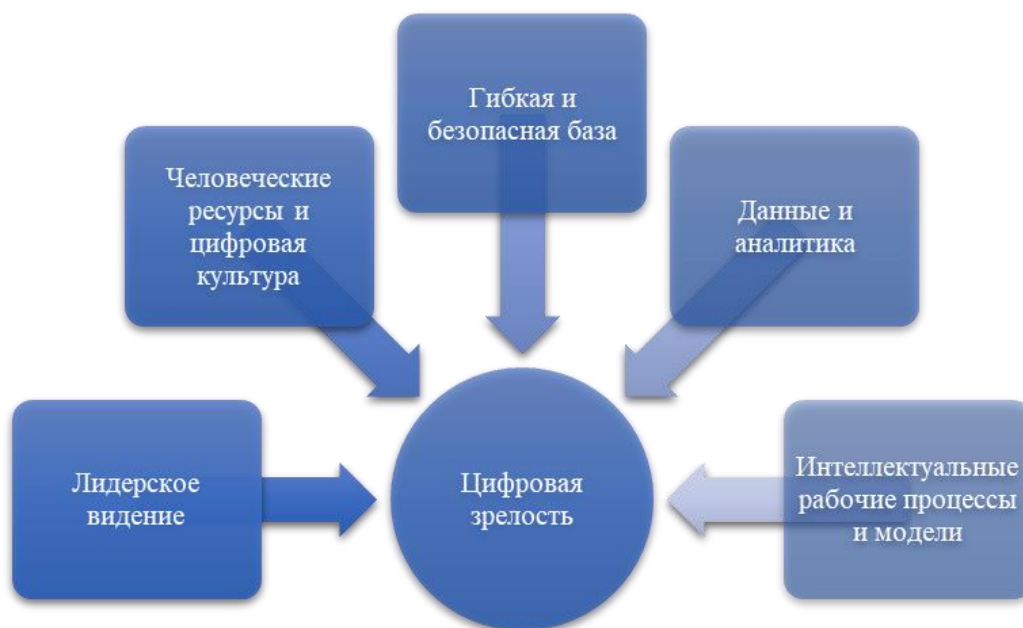 Гибкая и
безопасная база
Человеческие
ресурсы и
цифровая
культура
Данные и
аналитика
Лидерское
видение
Цифровая
зрелость
Интеллектуальные
рабочие процессы
и модели